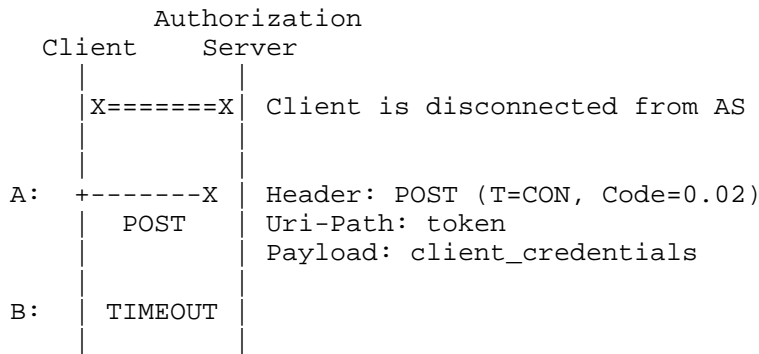 Authorization
Client Server
X=======X Client is disconnected from AS
A: +-------X Header: POST (T=CON, Code=0.02)
POST Uri-Path: token
Payload: client_credentials
B: TIMEOUT